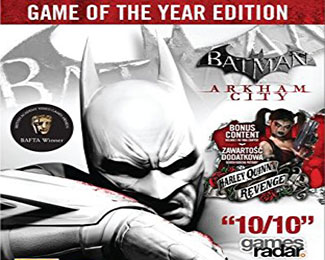 GAME OF THE YEAR EDITION
BATMAN
ARKHAM
CITY
BAFTA Winner
BONUS
CONTENT
ZAWARTOŚĆ
DODATKOWA
HARLEY QUINN'S
REVENGE
"10/10"
games
radar.